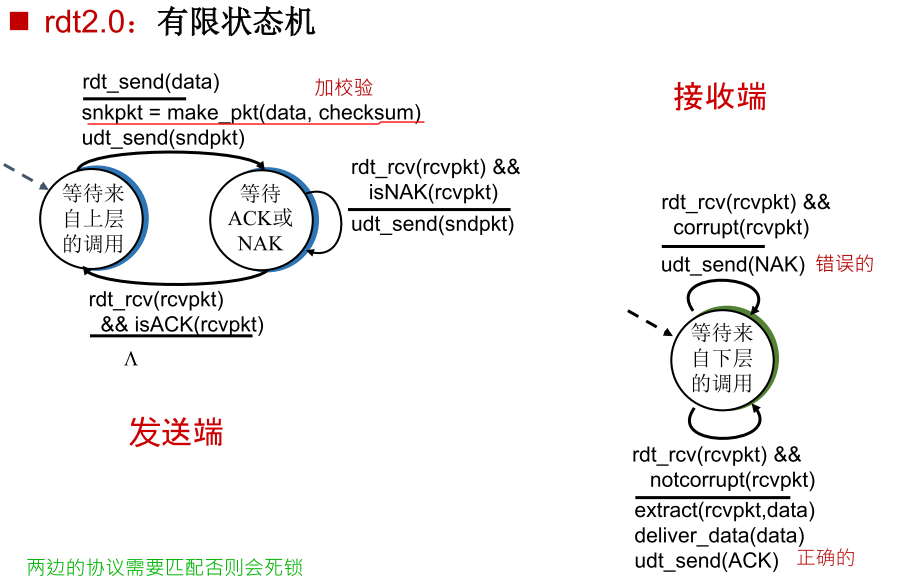 rdt2.0：有限状态机
rdt_send(data)
加校验
snkpkt = make_pkt(data, checksum)
udt_send(sndpkt)
等待来
自上层
的调用
等待
ACK或
NAK
rdt_rcv(rcvpkt) &&
isNAK(rcvpkt)
udt_send(sndpkt)
rdt_rcv(rcvpkt)
&& isACK(rcvpkt)
Λ
发送端
接收端
rdt_rcv(rcvpkt) &&
corrupt(rcvpkt)
udt_send(NAK) 错误的
等待来
自下层
的调用
rdt_rcv(rcvpkt) &&
notcorrupt(rcvpkt)
extract(rcvpkt,data)
deliver_data(data)
udt_send(ACK) 正确的
两边的协议需要匹配否则会死锁